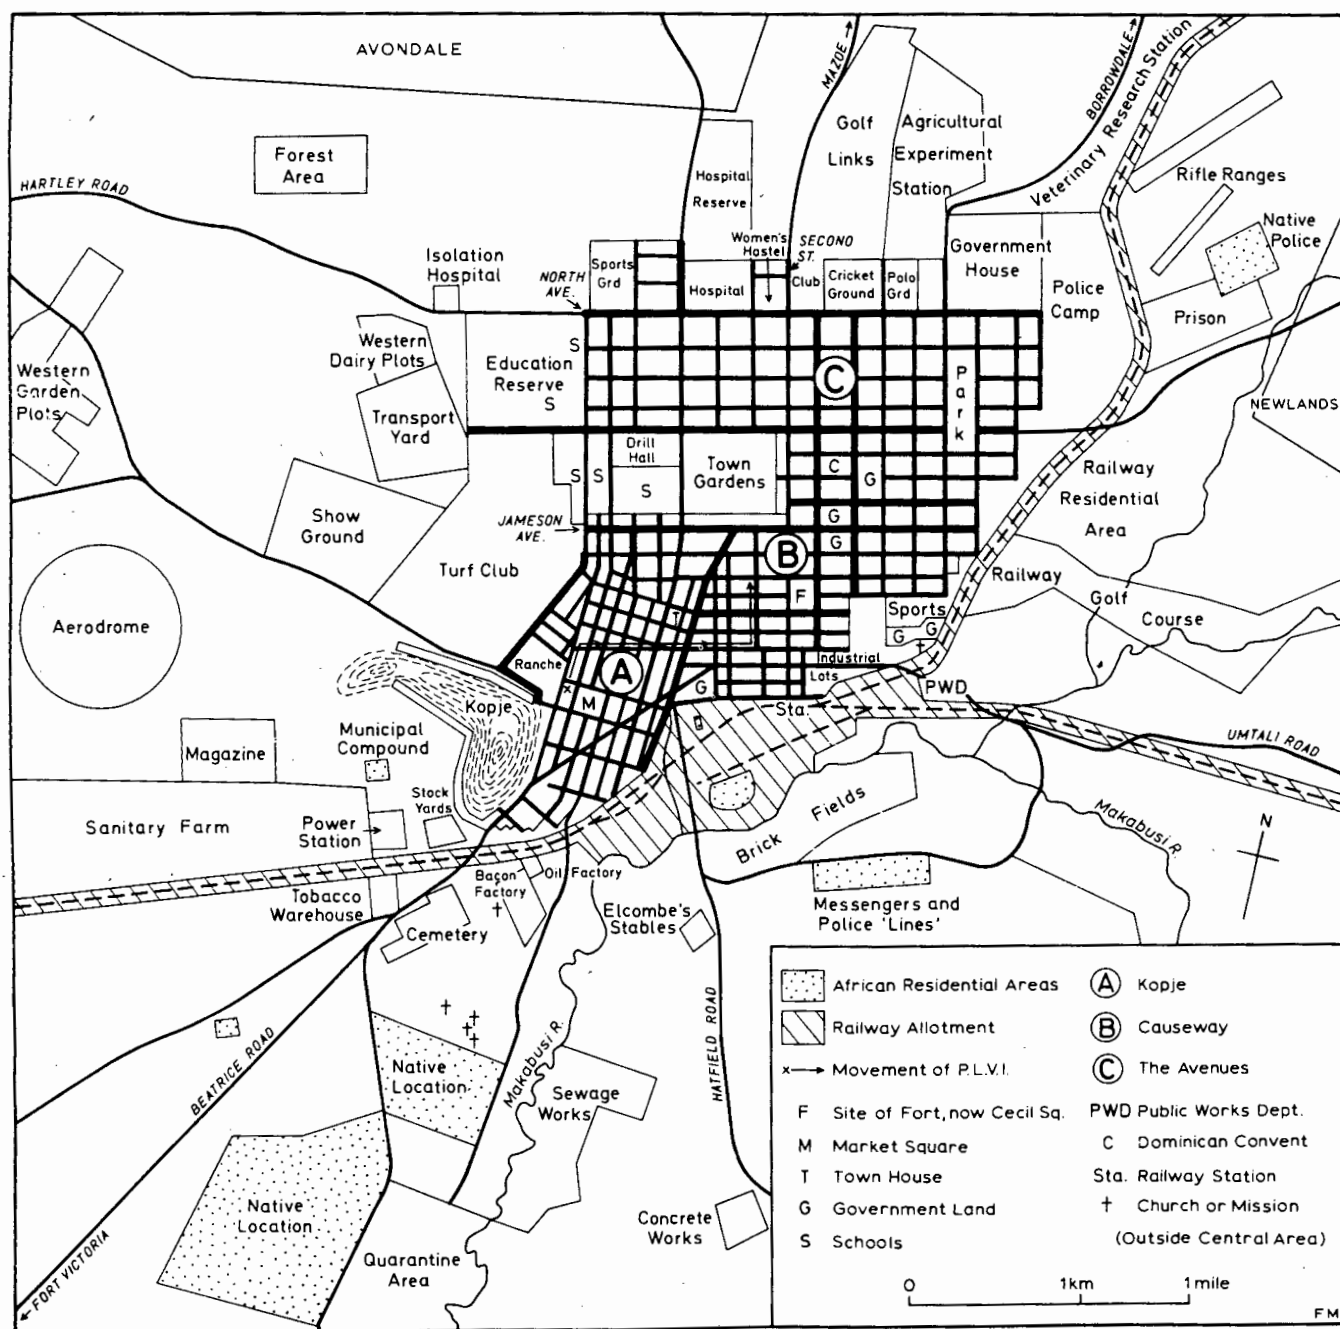 AVONDALE
MAZOE
BORROWDALE
Veterinary Research Station
Golf
Links
Agricultural
Experiment
Station
Forest
Area
Hospital
Reserve
Rifle Ranges
HARTLEY ROAD
Native
Police
Isolation
Hospital
Women's
Hostel
SECOND
ST.
Government
House
NORTH
AVE.
Sports
Grd
Hospital
Club
Cricket
Ground
Polo
Grd
Police
Camp
Prison
Western
Dairy Plots
Western
Garden
Plots
S
Education
Reserve
S
C
Park
Transport
Yard
NEWLANDS
Drill
Hall
Town
Gardens
S
S
S
C
G
Railway
Residential
Area
Show
Ground
JAMESON
AVE.
G
G
B
Turf Club
Railway
Golf
Course
F
T
Sports
G
G
Aerodrome
Ranche
A
Industrial
Lots
x
M
G
PWD
Kopje
Sta.
UMTALI ROAD
Magazine
Municipal
Compound
Stock
Yards
Sanitary Farm
Power
Station
Brick Fields
Makabusi R.
N
Bacon
Factory
Oil Factory
Tobacco
Warehouse
Cemetery
Elcombe's
Stables
Messengers and
Police 'Lines'
BEATRICE ROAD
HATFIELD ROAD
Native
Location
Makabusi R.
Sewage
Works
Native
Location
Concrete
Works
Quarantine
Area
FORT VICTORIA
African Residential Areas
Railway Allotment
x Movement of P.L.V.I.
F Site of Fort, now Cecil Sq.
M Market Square
T Town House
G Government Land
S Schools
A Kopje
B Causeway
C The Avenues
PWD Public Works Dept.
C Dominican Convent
Sta. Railway Station
† Church or Mission
(Outside Central Area)
0 1km 1mile
FM